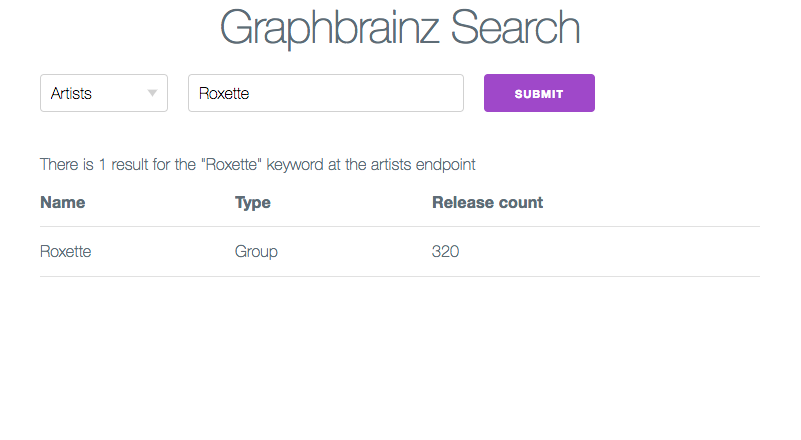 Graphbrainz Search
Artists Roxette SUBMIT
There is 1 result for the "Roxette" keyword at the artists endpoint
Name Type Release count
Roxette Group 320